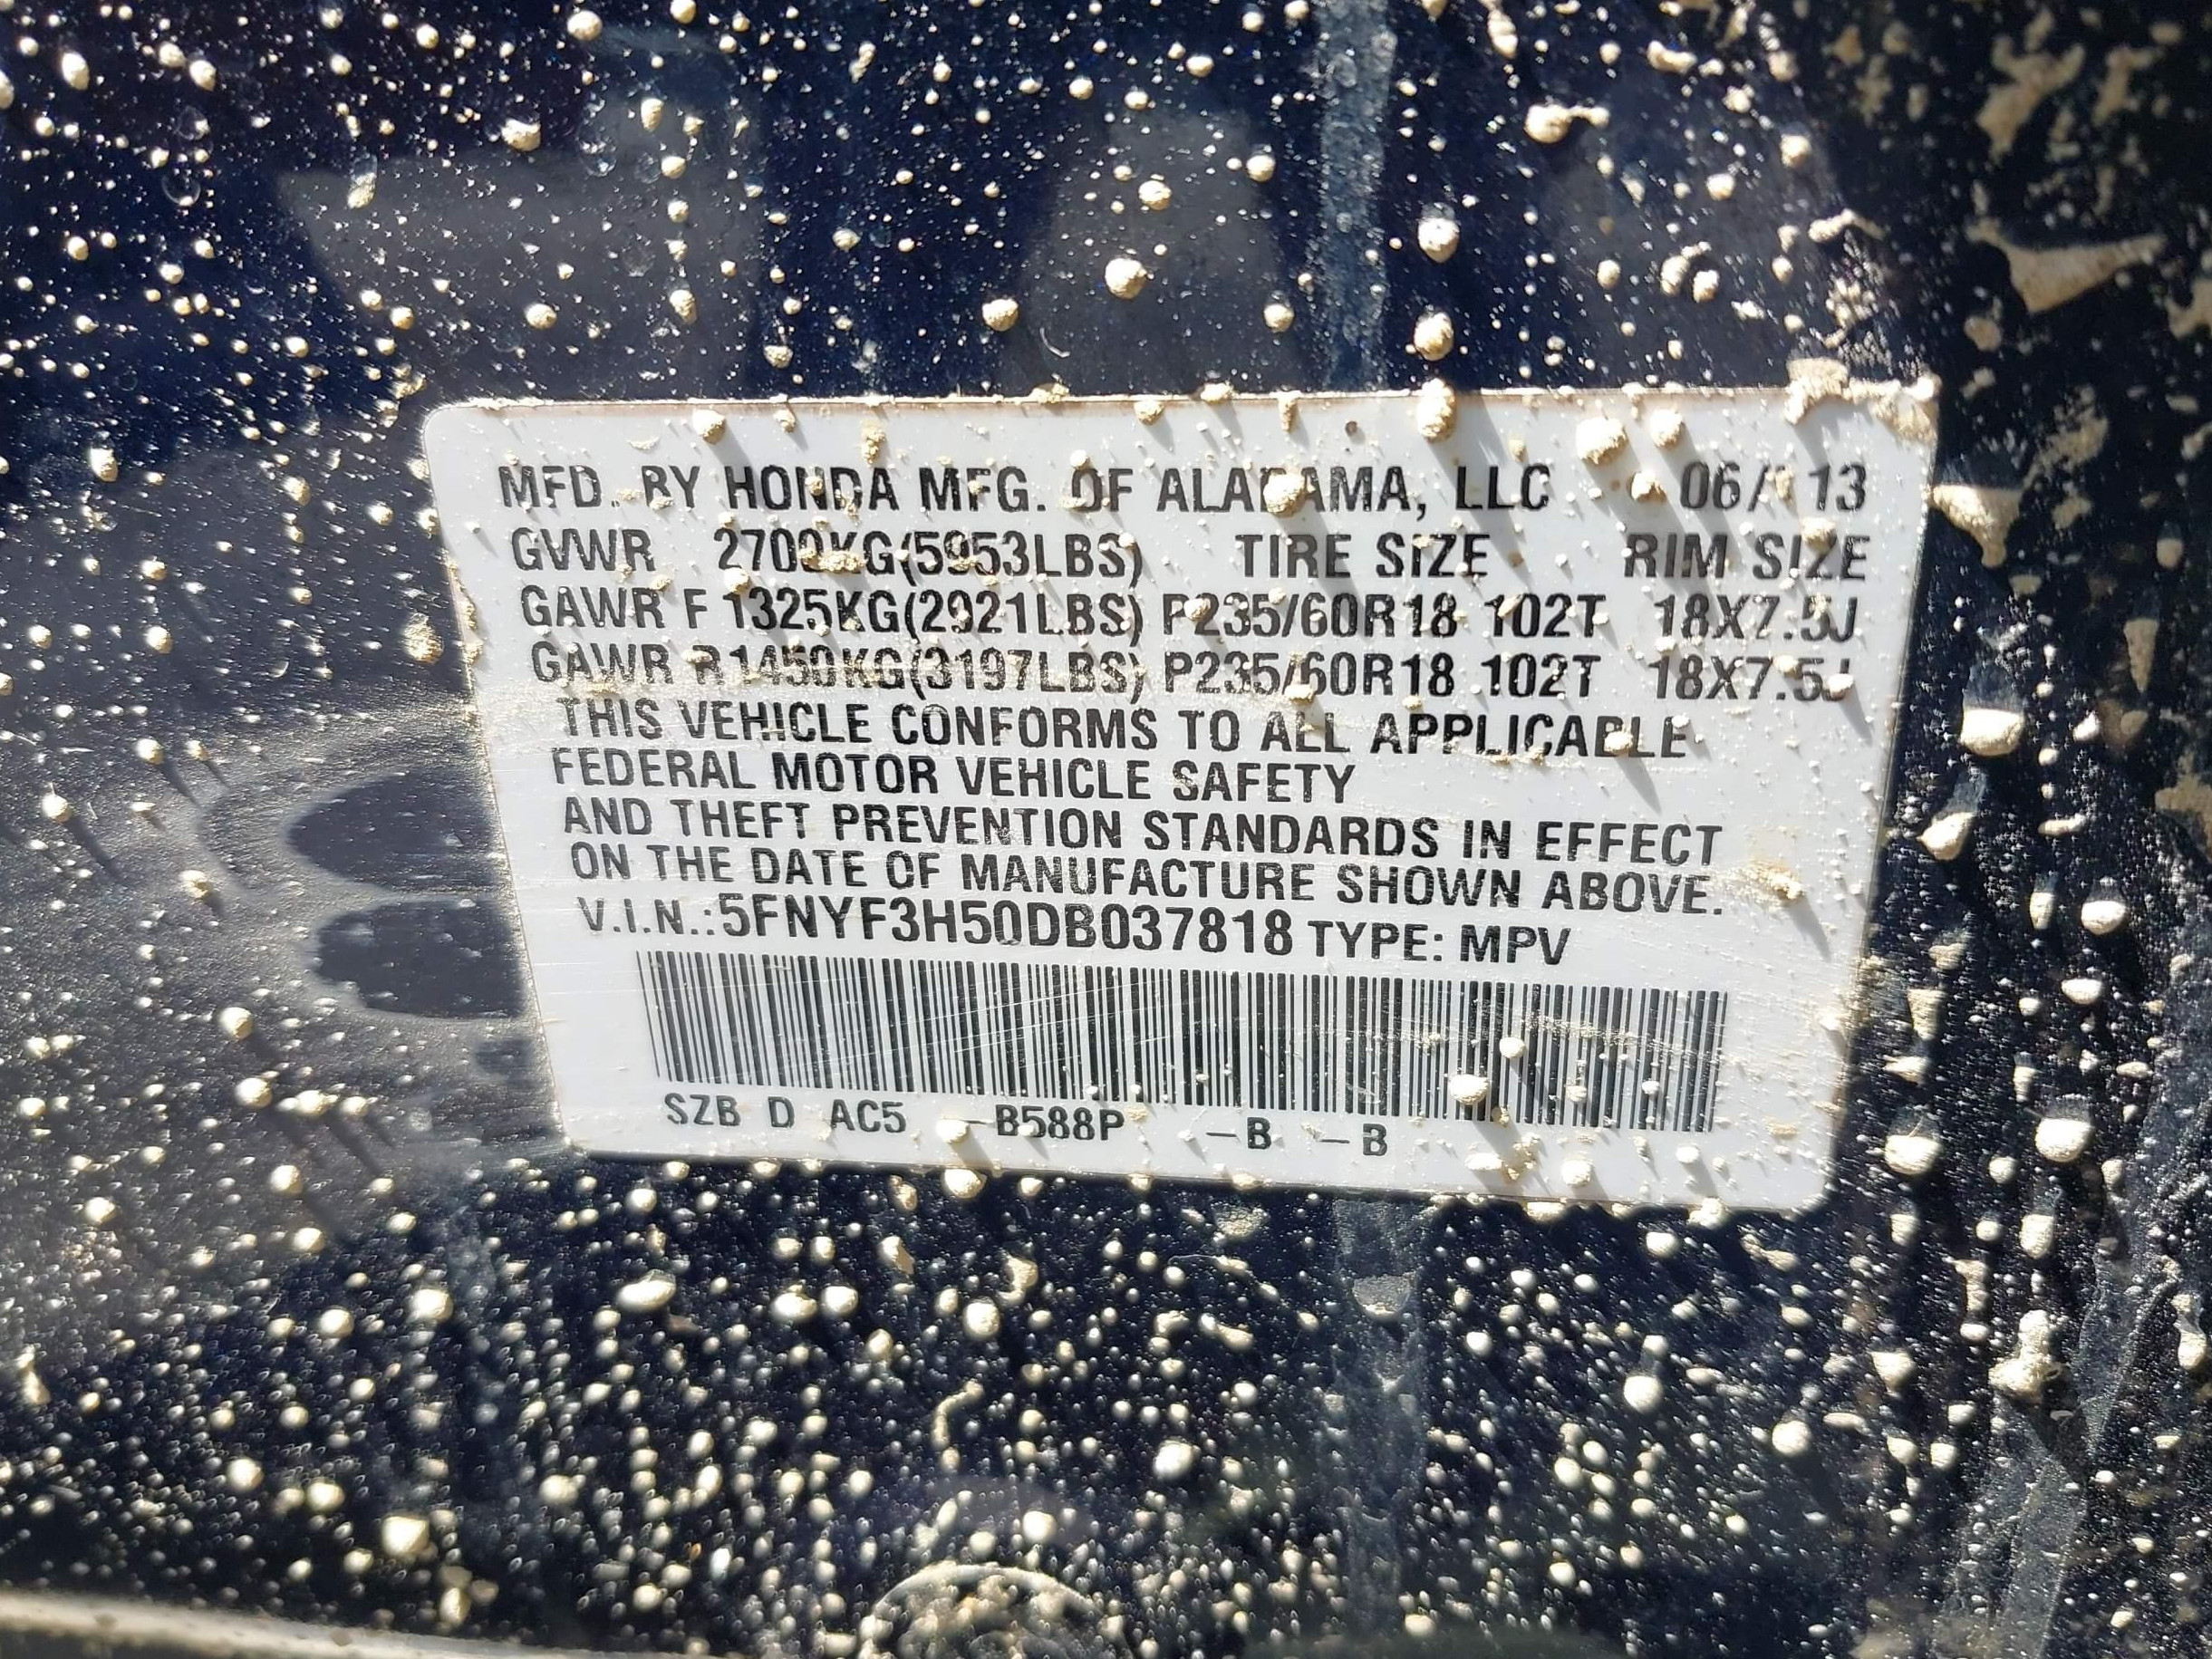 MFD. BY HONDA MFG. OF ALABAMA, LLC 06/13
GVWR 2700KG(5953LBS) TIRE SIZE RIM SIZE
GAWR F 1325KG(2921LBS) P235/60R18 102T 18X7.5J
GAWR R 1450KG(3197LBS) P235/60R18 102T 18X7.5J
THIS VEHICLE CONFORMS TO ALL APPLICABLE
FEDERAL MOTOR VEHICLE SAFETY
AND THEFT PREVENTION STANDARDS IN EFFECT
ON THE DATE OF MANUFACTURE SHOWN ABOVE.
V.I.N.:5FNYF3H50DB037818 TYPE: MPV
SZB D AC5 -B588P -B -B